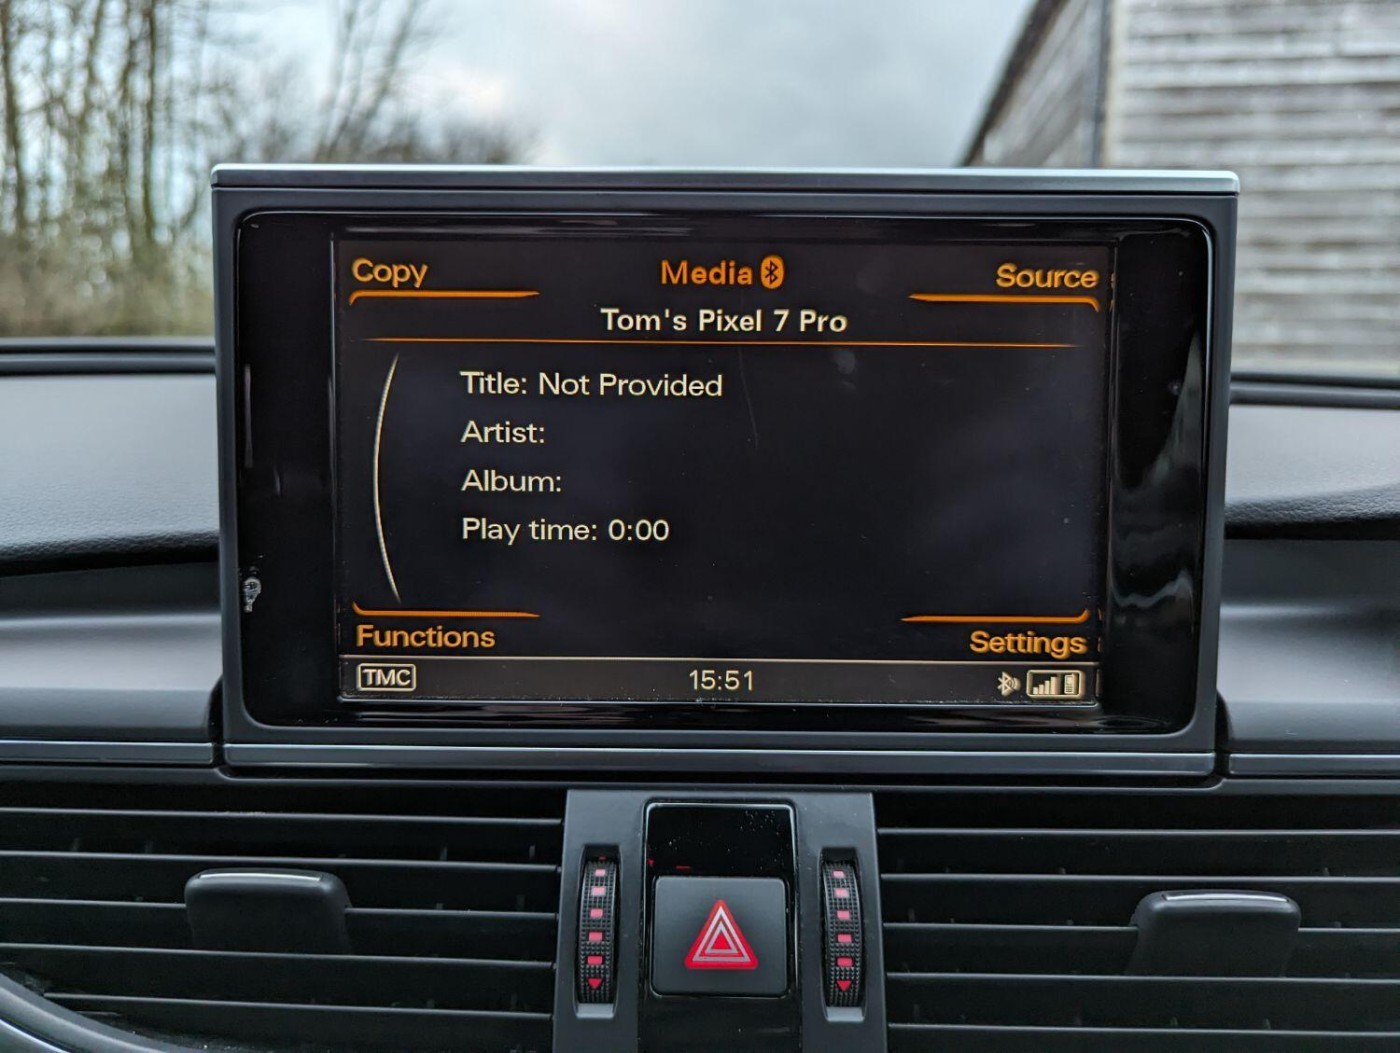 Copy
Media
Source
Tom's Pixel 7 Pro
Title: Not Provided
Artist:
Album:
Play time: 0:00
Functions
Settings
TMC
15:51